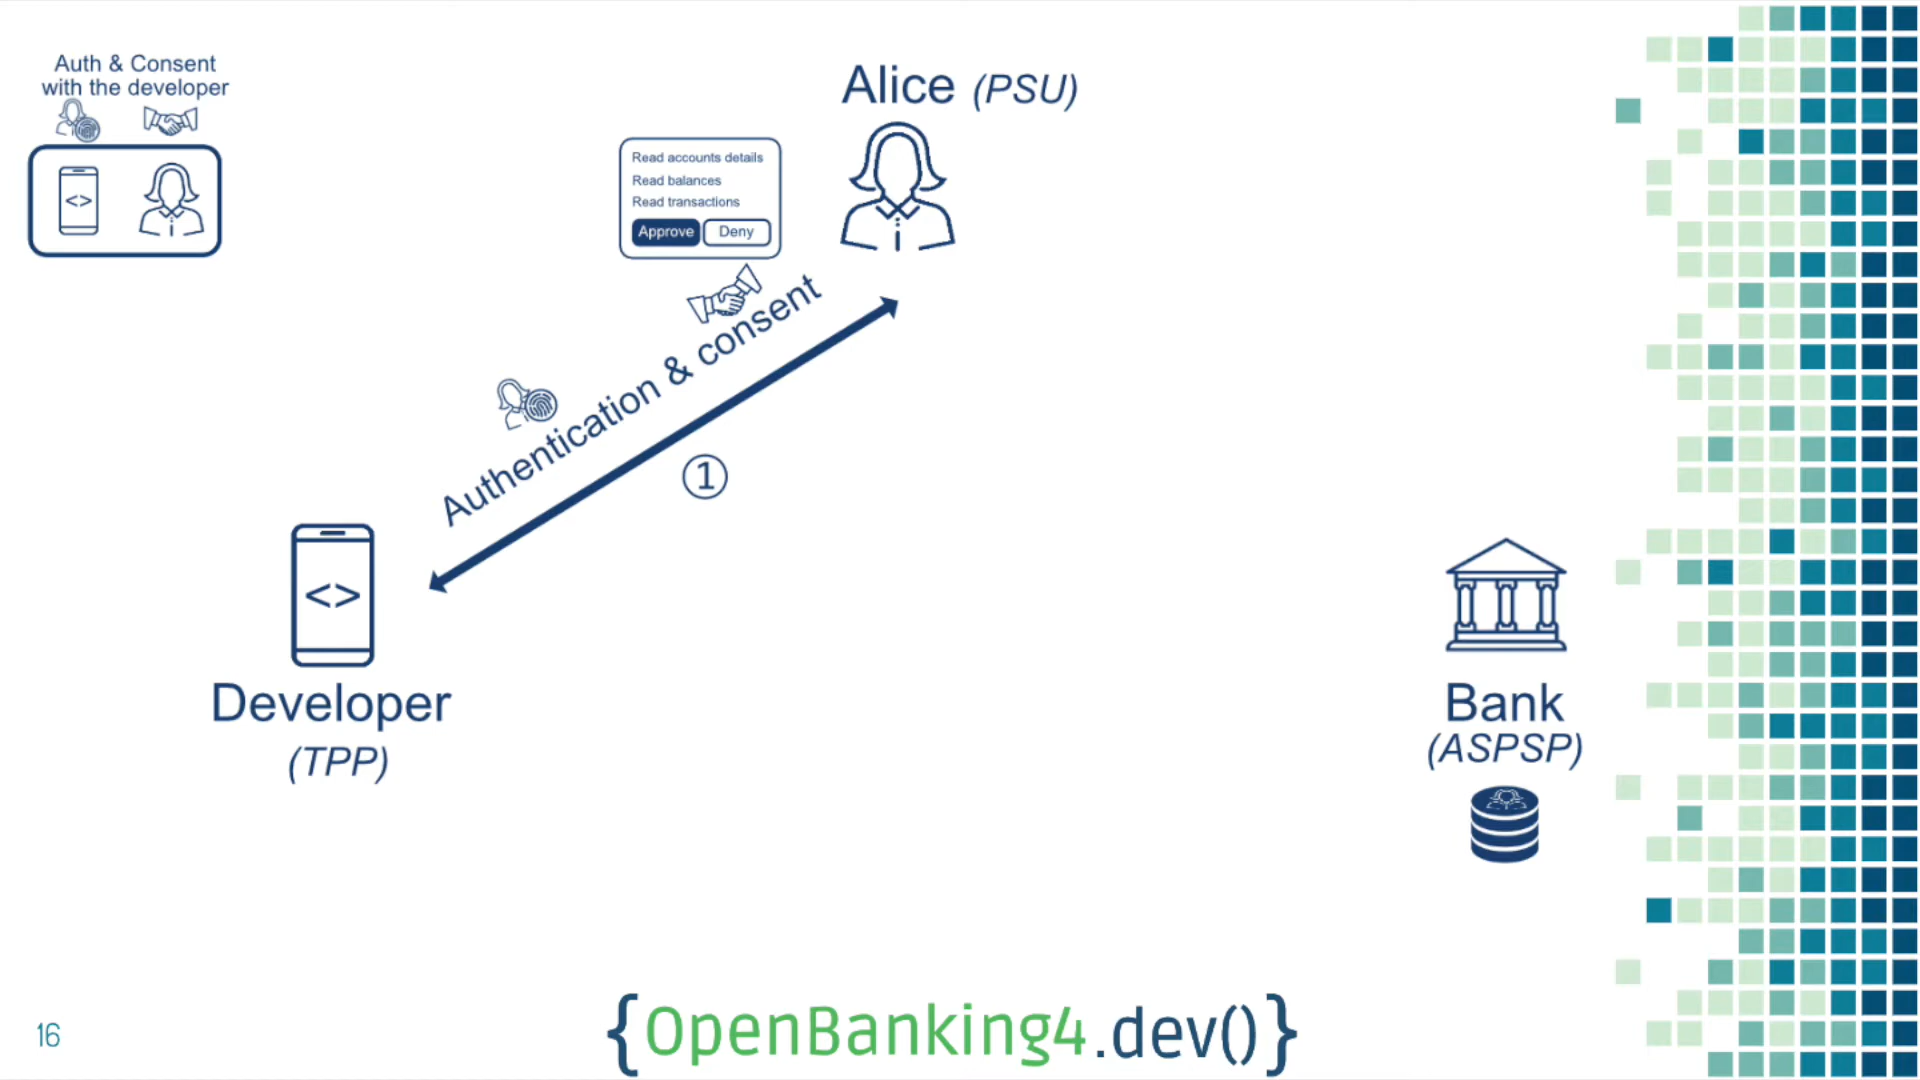 Auth & Consent
with the developer
<>
Alice (PSU)
Read accounts details
Read balances
Read transactions
Approve
Deny
Authentication & consent
①
<>
Developer
(TPP)
Bank
(ASPSP)
16
{OpenBanking4.dev()}